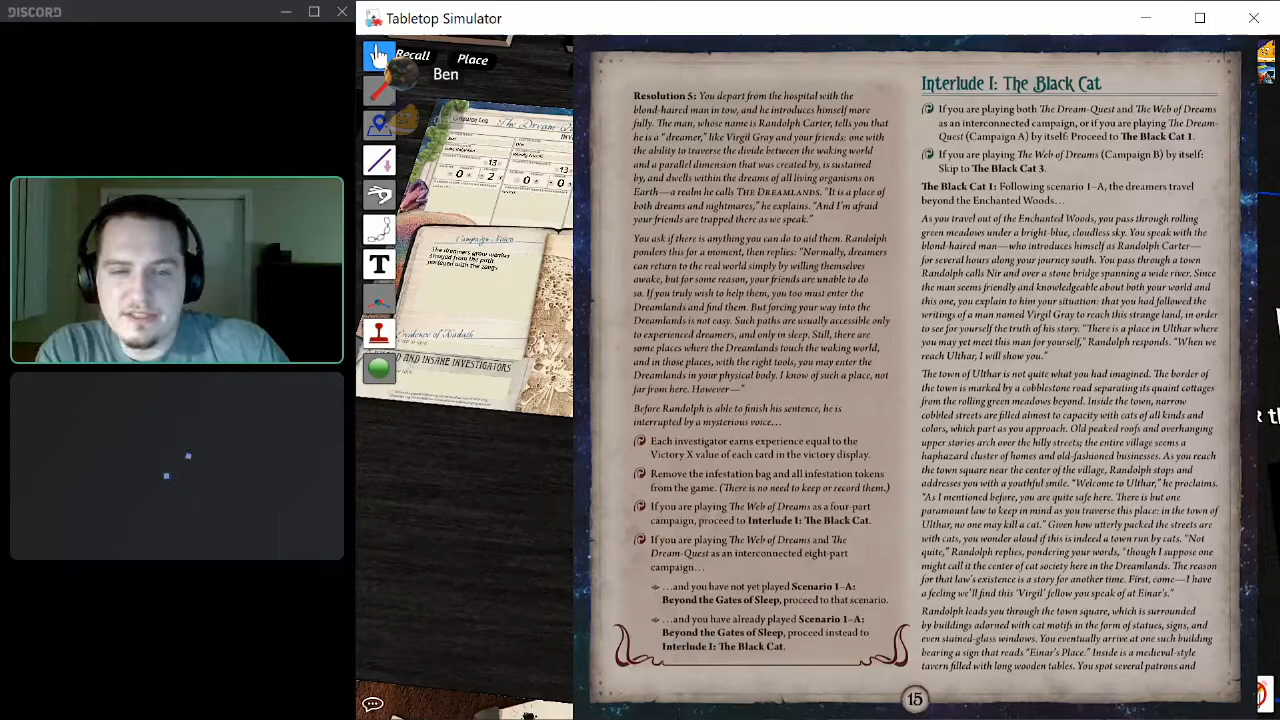 DISCORD
Tabletop Simulator
Recall
Place
Ben
Campaign Log
The Dream-
13
0
2
0
13
Campaign Notes
Evidence of Kadath
AND INSANE INVESTIGATORS
Resolution 5: You depart from the hospital with the
blond-haired man in tow, and he introduces himself more
fully. The man, whose name is Randolph Carter, tells you that
he is a “dreamer,” like Virgil Gray and your friends: one with
the ability to traverse the divide between the waking world
and a parallel dimension that was created by, is sustained
by, and dwells within the dreams of all living organisms on
Earth—a realm he calls The Dreamlands. “It is a place of
both dreams and nightmares,” he explains. “And I’m afraid
your friends are trapped there as we speak.”
You ask if there is anything you can do to aid them. Randolph
ponders this for a moment, then replies: “Normally, dreamers
can return to the real world simply by willing themselves
awake, but for some reason, your friends are unable to do
so. If you truly wish to help them, you too must enter the
Dreamlands and find them. But forcing your way into the
Dreamlands is not easy. Such paths are usually accessible only
to experienced dreamers, and only in sleep. Still, there are
some places where the Dreamlands touch the waking world,
and in those places, with the right tools, you may enter the
Dreamlands in your physical body. I know of such a place, not
far from here. However—”
Before Randolph is able to finish his sentence, he is
interrupted by a mysterious voice…
Each investigator earns experience equal to the
Victory X value of each card in the victory display.
Remove the infestation bag and all infestation tokens
from the game. (There is no need to keep or record them.)
If you are playing The Web of Dreams as a four-part
campaign, proceed to Interlude I: The Black Cat.
If you are playing The Web of Dreams and The
Dream-Quest as an interconnected eight-part
campaign…
…and you have not yet played Scenario 1–A:
Beyond the Gates of Sleep, proceed to that scenario.
…and you have already played Scenario 1–A:
Beyond the Gates of Sleep, proceed instead to
Interlude I: The Black Cat.
Interlude I: The Black Cat
If you are playing both The Dream-Quest and The Web of Dreams
as an interconnected campaign, or if you are playing The Dream-
Quest (Campaign A) by itself: Proceed to The Black Cat 1.
If you are playing The Web of Dreams (Campaign B) by itself:
Skip to The Black Cat 3.
The Black Cat 1: Following scenario 1–A, the dreamers travel
beyond the Enchanted Woods…
As you travel out of the Enchanted Woods, you pass through rolling
green meadows under a bright-blue, cloudless sky. You speak with the
blond-haired man—who introduces himself as Randolph Carter—
for several hours along your journey south. You pass through a town
Randolph calls Nir and over a stone bridge spanning a wide river. Since
the man seems friendly and knowledgeable about both your world and
this one, you explain to him your situation: that you had followed the
writings of a man named Virgil Gray to reach this strange land, in order
to see for yourself the truth of his story. “There is a place in Ulthar where
you may yet meet this man for yourself,” Randolph responds. “When we
reach Ulthar, I will show you.”
The town of Ulthar is not quite what you had imagined. The border of
the town is marked by a cobblestone road separating its quaint cottages
from the rolling green meadows beyond. Inside the town, narrow
cobbled streets are filled almost to capacity with cats of all kinds and
colors, which part as you approach. Old peaked roofs and overhanging
upper stories arch over the hilly streets; the entire village seems a
haphazard cluster of homes and old-fashioned businesses. As you reach
the town square near the center of the village, Randolph stops and
addresses you with a youthful smile. “Welcome to Ulthar,” he proclaims.
“As I mentioned before, you are quite safe here. There is but one
paramount law to keep in mind as you traverse this place: in the town of
Ulthar, no one may kill a cat.” Given how utterly packed the streets are
with cats, you wonder aloud if this is indeed a town run by cats. “Not
quite,” Randolph replies, pondering your words, “though I suppose one
might call it the center of cat society here in the Dreamlands. The reason
for that law’s existence is a story for another time. First, come—I have
a feeling we’ll find this ‘Virgil’ fellow you speak of at Einar’s.”
Randolph leads you through the town square, which is surrounded
by buildings adorned with cat motifs in the form of statues, signs, and
even stained-glass windows. You eventually arrive at one such building
bearing a sign that reads “Einar’s Place.” Inside is a medieval-style
tavern filled with long wooden tables. You spot several patrons and
15